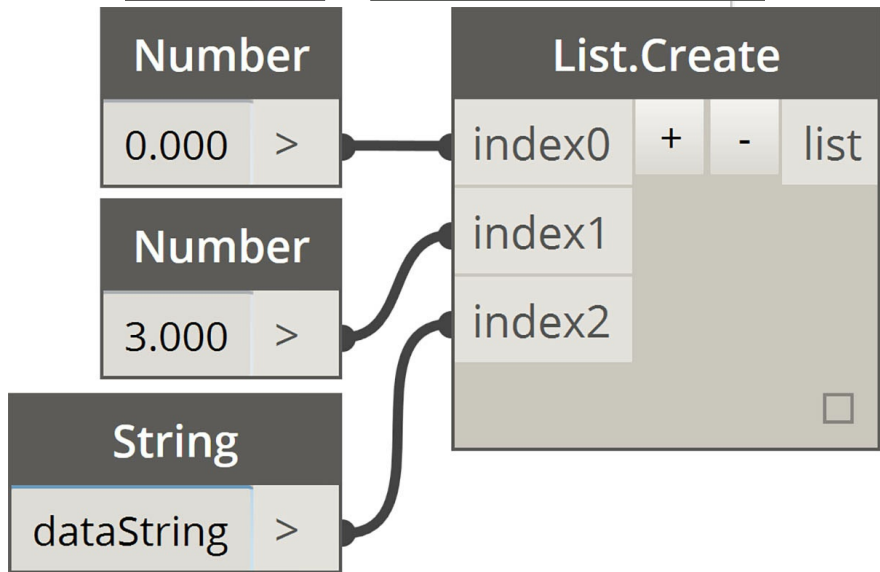 Number
0.000 >
Number
3.000 >
String
dataString >
List.Create
index0 + - list
index1
index2